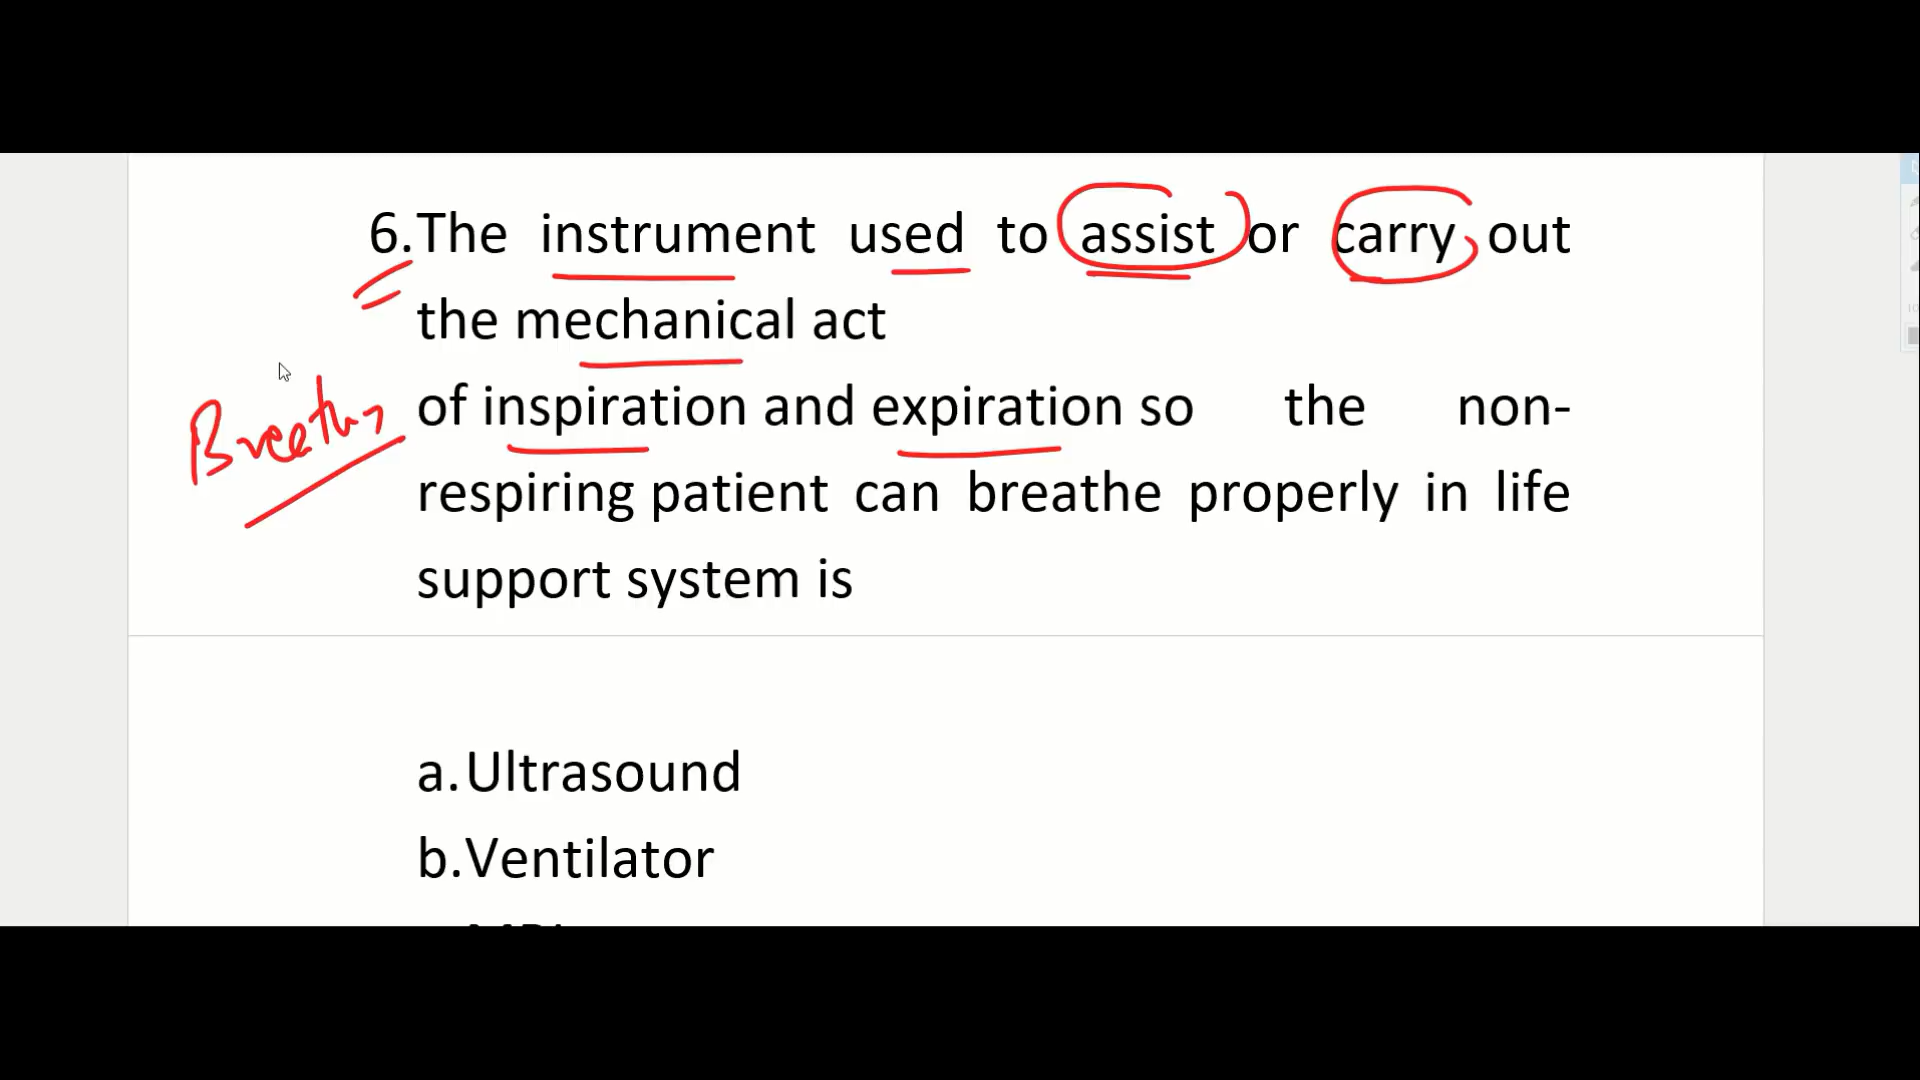 6.The instrument used to assist or carry out
the mechanical act
of inspiration and expiration so the non-
respiring patient can breathe properly in life
support system is
a.Ultrasound
b.Ventilator